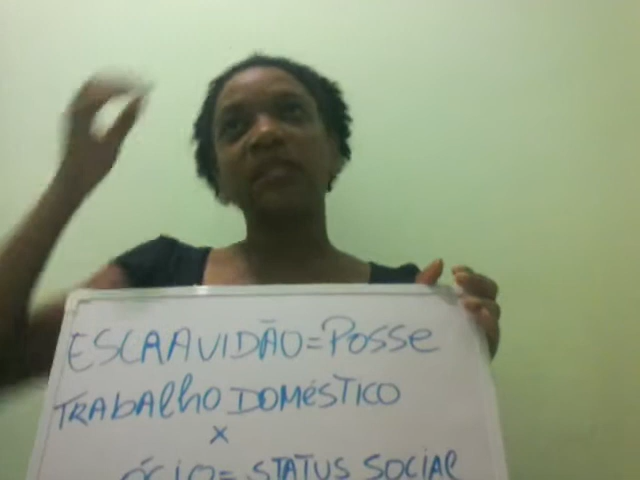 ESCRAVIDÃO = POSSE
TRABALHO DOMÉSTICO
X
ÓCIO = STATUS SOCIAL